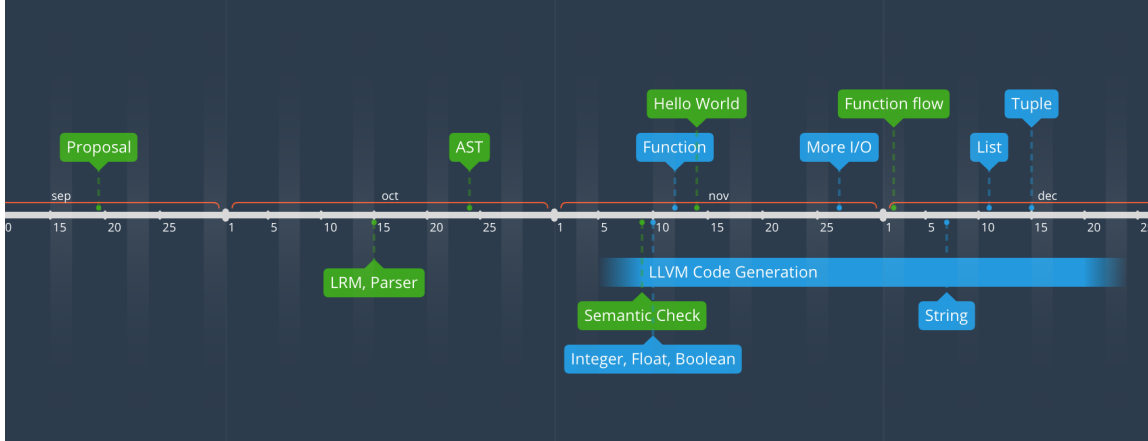 Hello World
Function flow
Tuple
Proposal
AST
Function
More I/O
List
sep
oct
nov
dec
0 15 20 25 1 5 10 15 20 25 1 5 10 15 20 25 1 5 10 15 20 2
LLVM Code Generation
LRM, Parser
Semantic Check
String
Integer, Float, Boolean